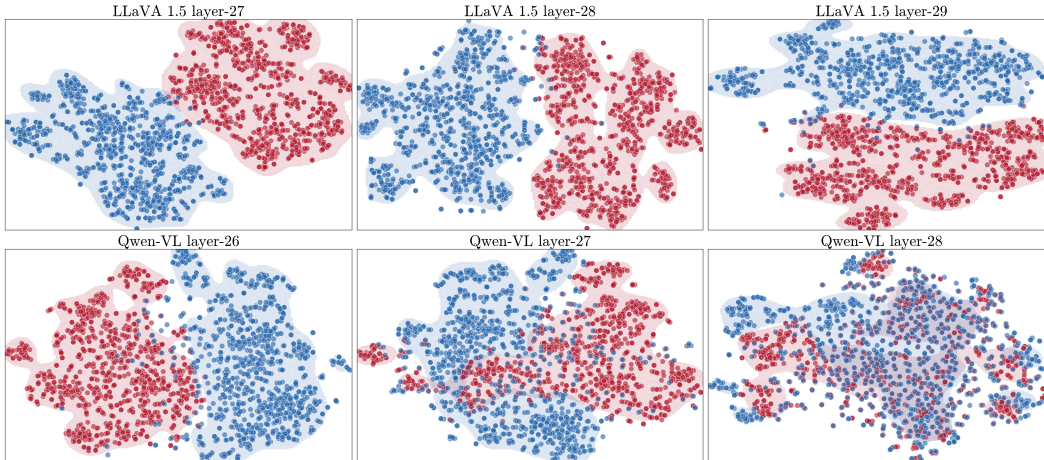 LLaVA 1.5 layer-27
LLaVA 1.5 layer-28
LLaVA 1.5 layer-29
Qwen-VL layer-26
Qwen-VL layer-27
Qwen-VL layer-28